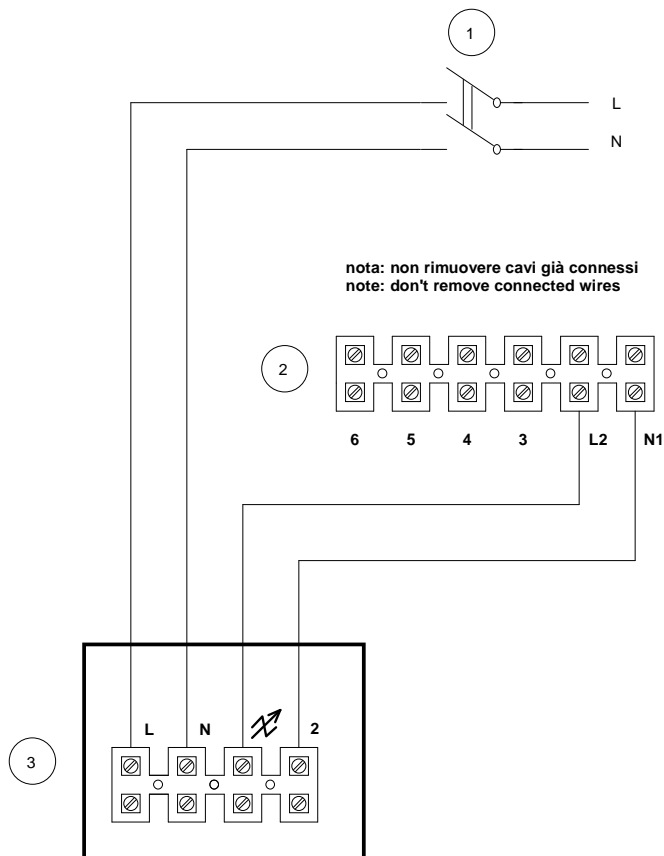 1
L
N
nota: non rimuovere cavi già connessi
note: don't remove connected wires
2
6 5 4 3 L2 N1
L N 2
3